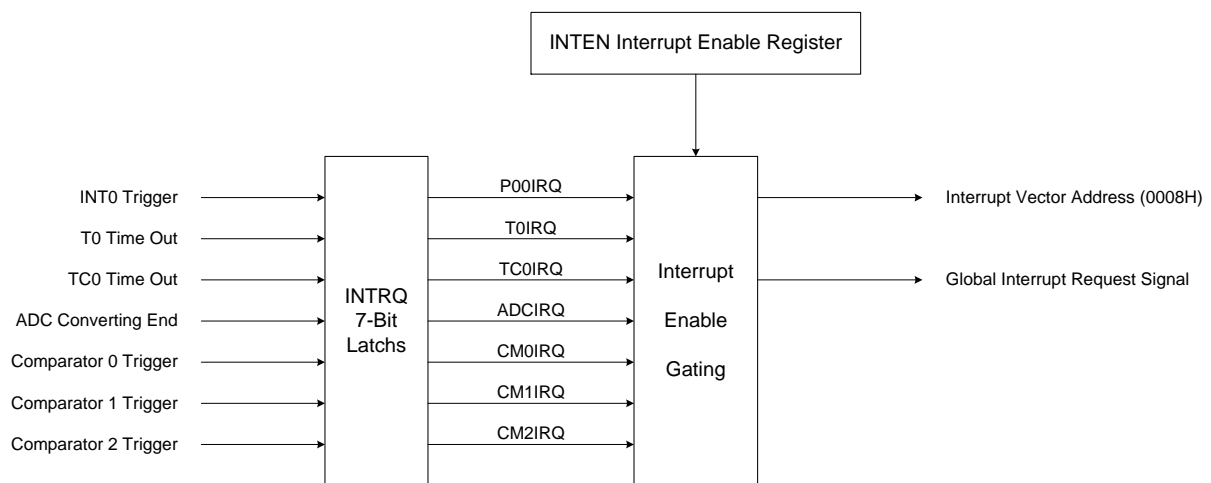 INTEN Interrupt Enable Register
INT0 Trigger
T0 Time Out
TC0 Time Out
ADC Converting End
Comparator 0 Trigger
Comparator 1 Trigger
Comparator 2 Trigger
INTRQ
7-Bit
Latchs
P00IRQ
T0IRQ
TC0IRQ
ADCIRQ
CM0IRQ
CM1IRQ
CM2IRQ
Interrupt
Enable
Gating
Interrupt Vector Address (0008H)
Global Interrupt Request Signal